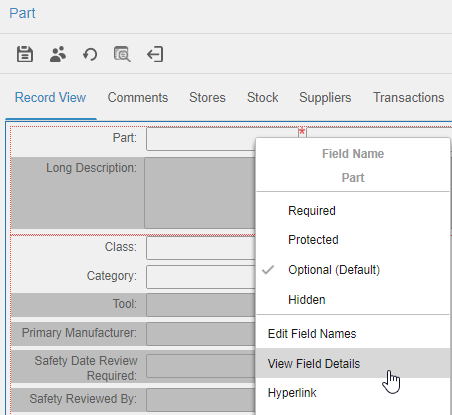 Part
Record View Comments Stores Stock Suppliers Transactions
Part: *
Long Description:
Class:
Category:
Tool:
Primary Manufacturer:
Safety Date Review
Required:
Safety Reviewed By:
Field Name
Part
Required
Protected
Optional (Default)
Hidden
Edit Field Names
View Field Details
Hyperlink